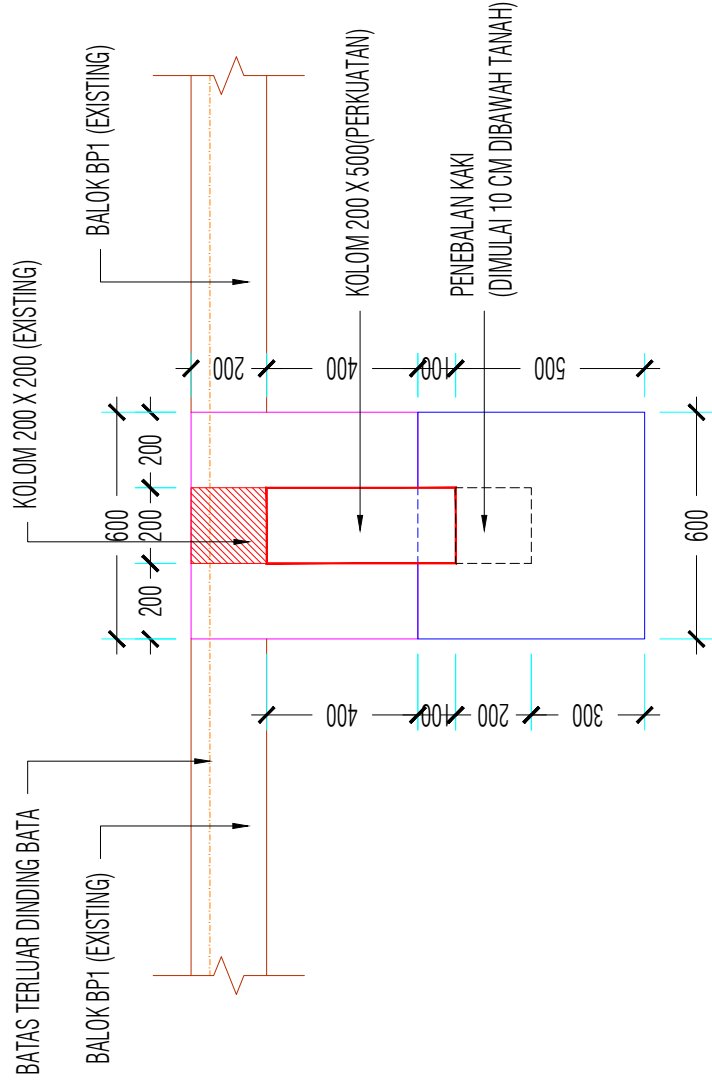 KOLOM 200 X 200 (EXISTING)
BATAS TERLUAR DINDING BATA
BALOK BP1 (EXISTING)
BALOK BP1 (EXISTING)
600
200
200
200
200
400
100
500
KOLOM 200 X 500(PERKUATAN)
PENEBALAN KAKI
(DIMULAI 10 CM DIBAWAH TANAH)
400
100
200
300
600